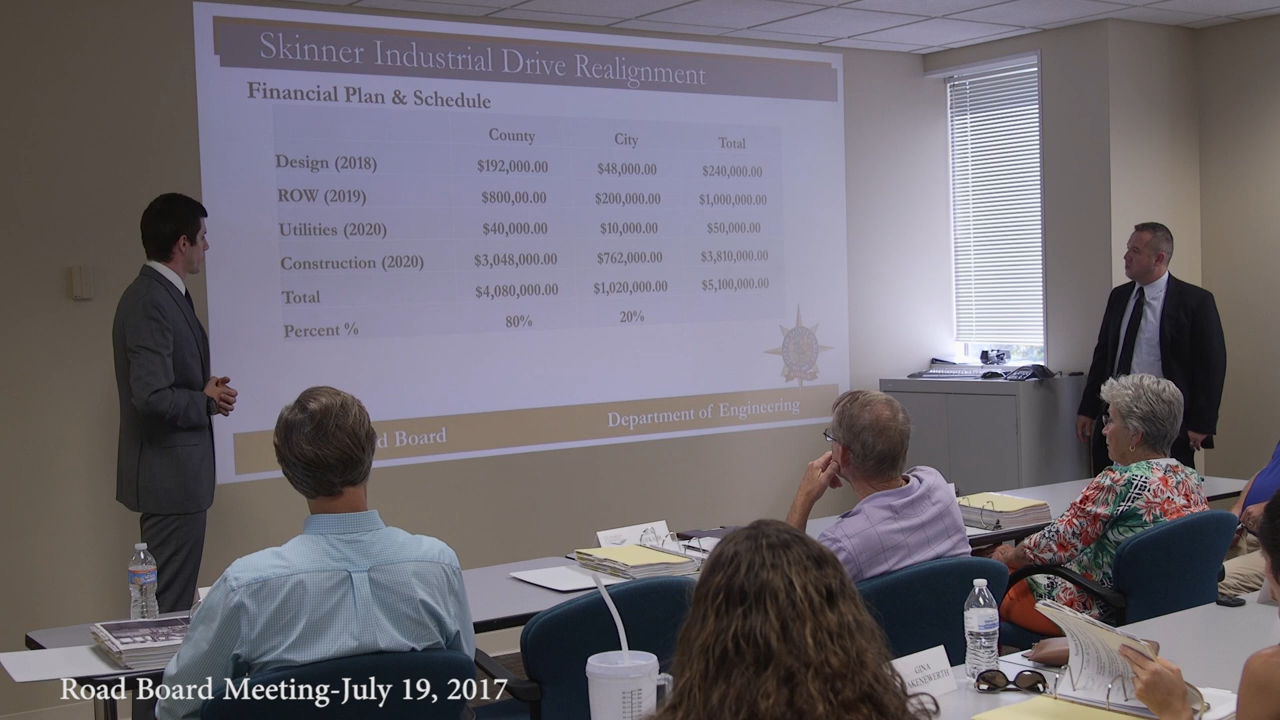 Skinner Industrial Drive Realignment
Financial Plan & Schedule
County City Total
Design (2018) $192,000.00 $48,000.00 $240,000.00
ROW (2019) $800,00.00 $200,000.00 $1,000,000.00
Utilities (2020) $40,000.00 $10,000.00 $50,000.00
Construction (2020) $3,048,000.00 $762,000.00 $3,810,000.00
Total $4,080,000.00 $1,020,000.00 $5,100,000.00
Percent % 80% 20%
Board Department of Engineering
GINA
Road Board Meeting-July 19, 2017